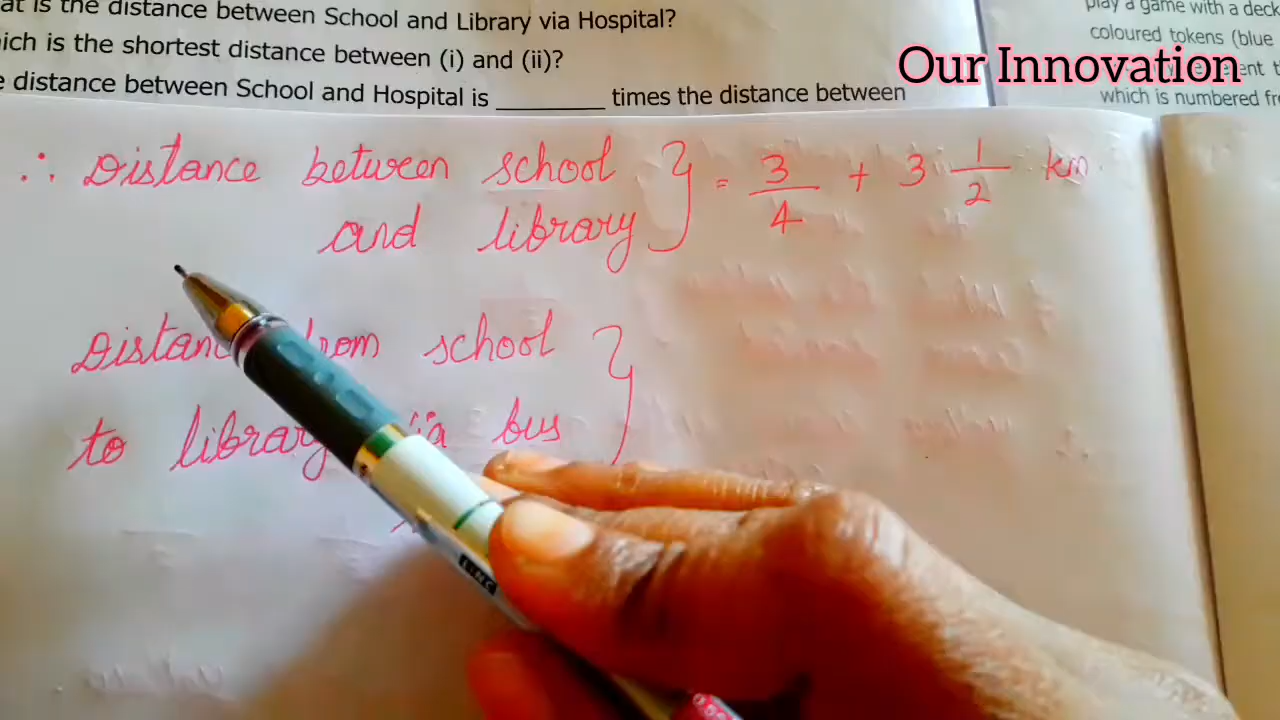 at is the distance between School and Library via Hospital?
ich is the shortest distance between (i) and (ii)?
e distance between School and Hospital is ________ times the distance between
play a game with a deck
coloured tokens (blue
Our Innovation
which is numbered fr
∴ Distance between school } = 3/4 + 3 1/2 km
and library
Distanc from school }
to library via bus